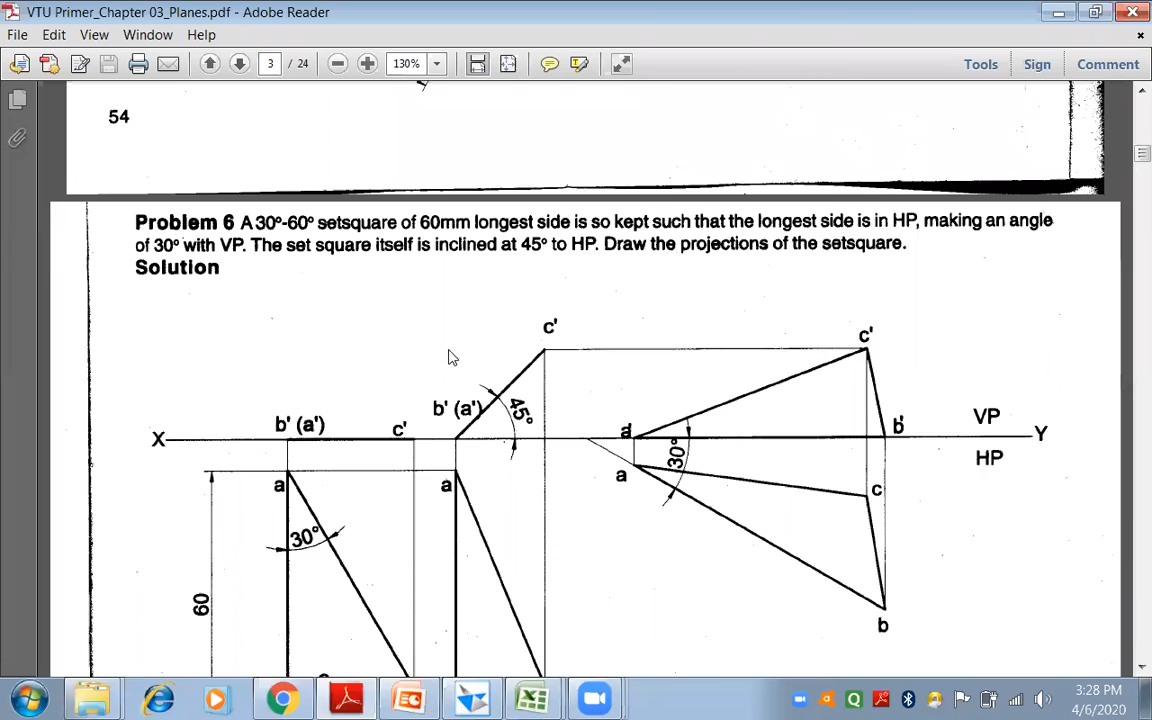 VTU Primer_Chapter 03_Planes.pdf - Adobe Reader
File Edit View Window Help
3 / 24 130% Tools Sign Comment
54
Problem 6 A 30°-60° setsquare of 60mm longest side is so kept such that the longest side is in HP, making an angle
of 30° with VP. The set square itself is inclined at 45° to HP. Draw the projections of the setsquare.
Solution
c'
c'
b' (a') 45°
b' (a') c' a' b' VP
X Y
30° HP
a a a c
30°
60
b
3:28 PM
4/6/2020